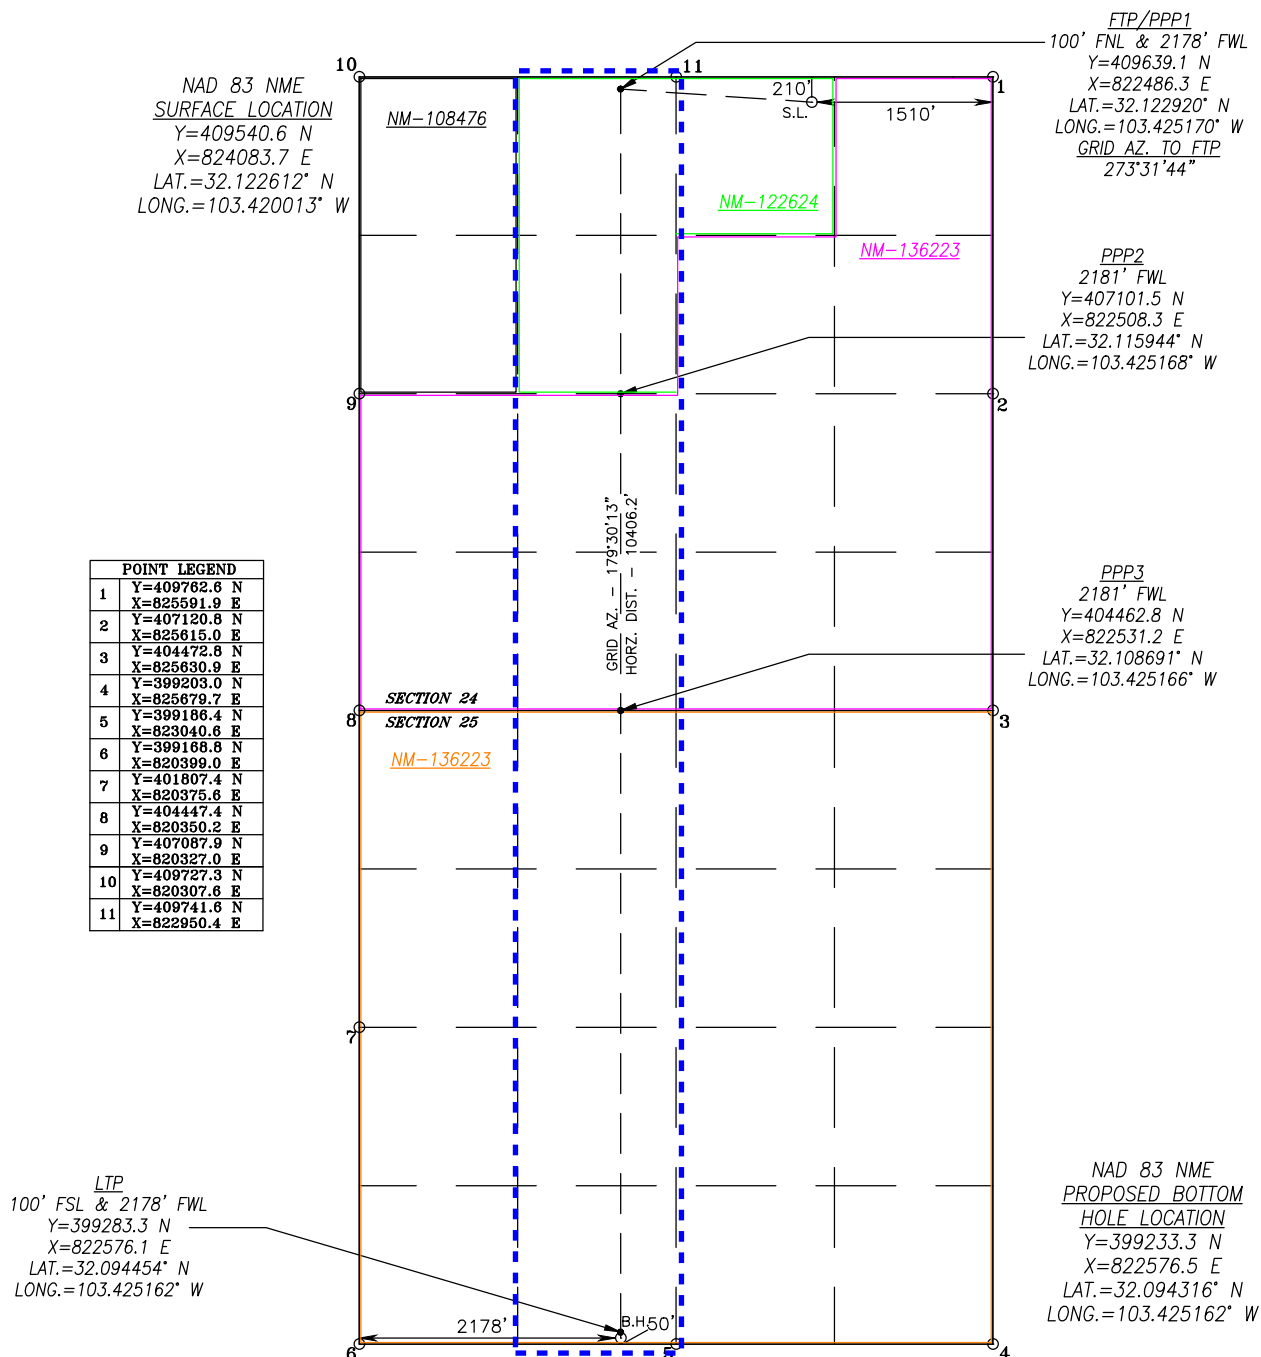 FTP/PPP1
100' FNL & 2178' FWL
Y=409639.1 N
X=822486.3 E
LAT.=32.122920° N
LONG.=103.425170° W
GRID AZ. TO FTP
273°31'44"
10
11
1
NAD 83 NME
SURFACE LOCATION
Y=409540.6 N
X=824083.7 E
LAT.=32.122612° N
LONG.=103.420013° W
NM-108476
210'
S.L.
1510'
NM-122624
NM-136223
PPP2
2181' FWL
Y=407101.5 N
X=822508.3 E
LAT.=32.115944° N
LONG.=103.425168° W
9
2
GRID AZ. - 179°30'13"
HORZ. DIST. - 10406.2'
POINT LEGEND
1 Y=409762.6 N
X=825591.9 E
2 Y=407120.8 N
X=825615.0 E
3 Y=404472.8 N
X=825630.9 E
4 Y=399203.0 N
X=825679.7 E
5 Y=399186.4 N
X=823040.6 E
6 Y=399168.8 N
X=820399.0 E
7 Y=401807.4 N
X=820375.6 E
8 Y=404447.4 N
X=820350.2 E
9 Y=407087.9 N
X=820327.0 E
10 Y=409727.3 N
X=820307.6 E
11 Y=409741.6 N
X=822950.4 E
PPP3
2181' FWL
Y=404462.8 N
X=822531.2 E
LAT.=32.108691° N
LONG.=103.425166° W
SECTION 24
8
3
SECTION 25
NM-136223
7
LTP
100' FSL & 2178' FWL
Y=399283.3 N
X=822576.1 E
LAT.=32.094454° N
LONG.=103.425162° W
NAD 83 NME
PROPOSED BOTTOM
HOLE LOCATION
Y=399233.3 N
X=822576.5 E
LAT.=32.094316° N
LONG.=103.425162° W
2178'
B.H.
50'
6
5
4